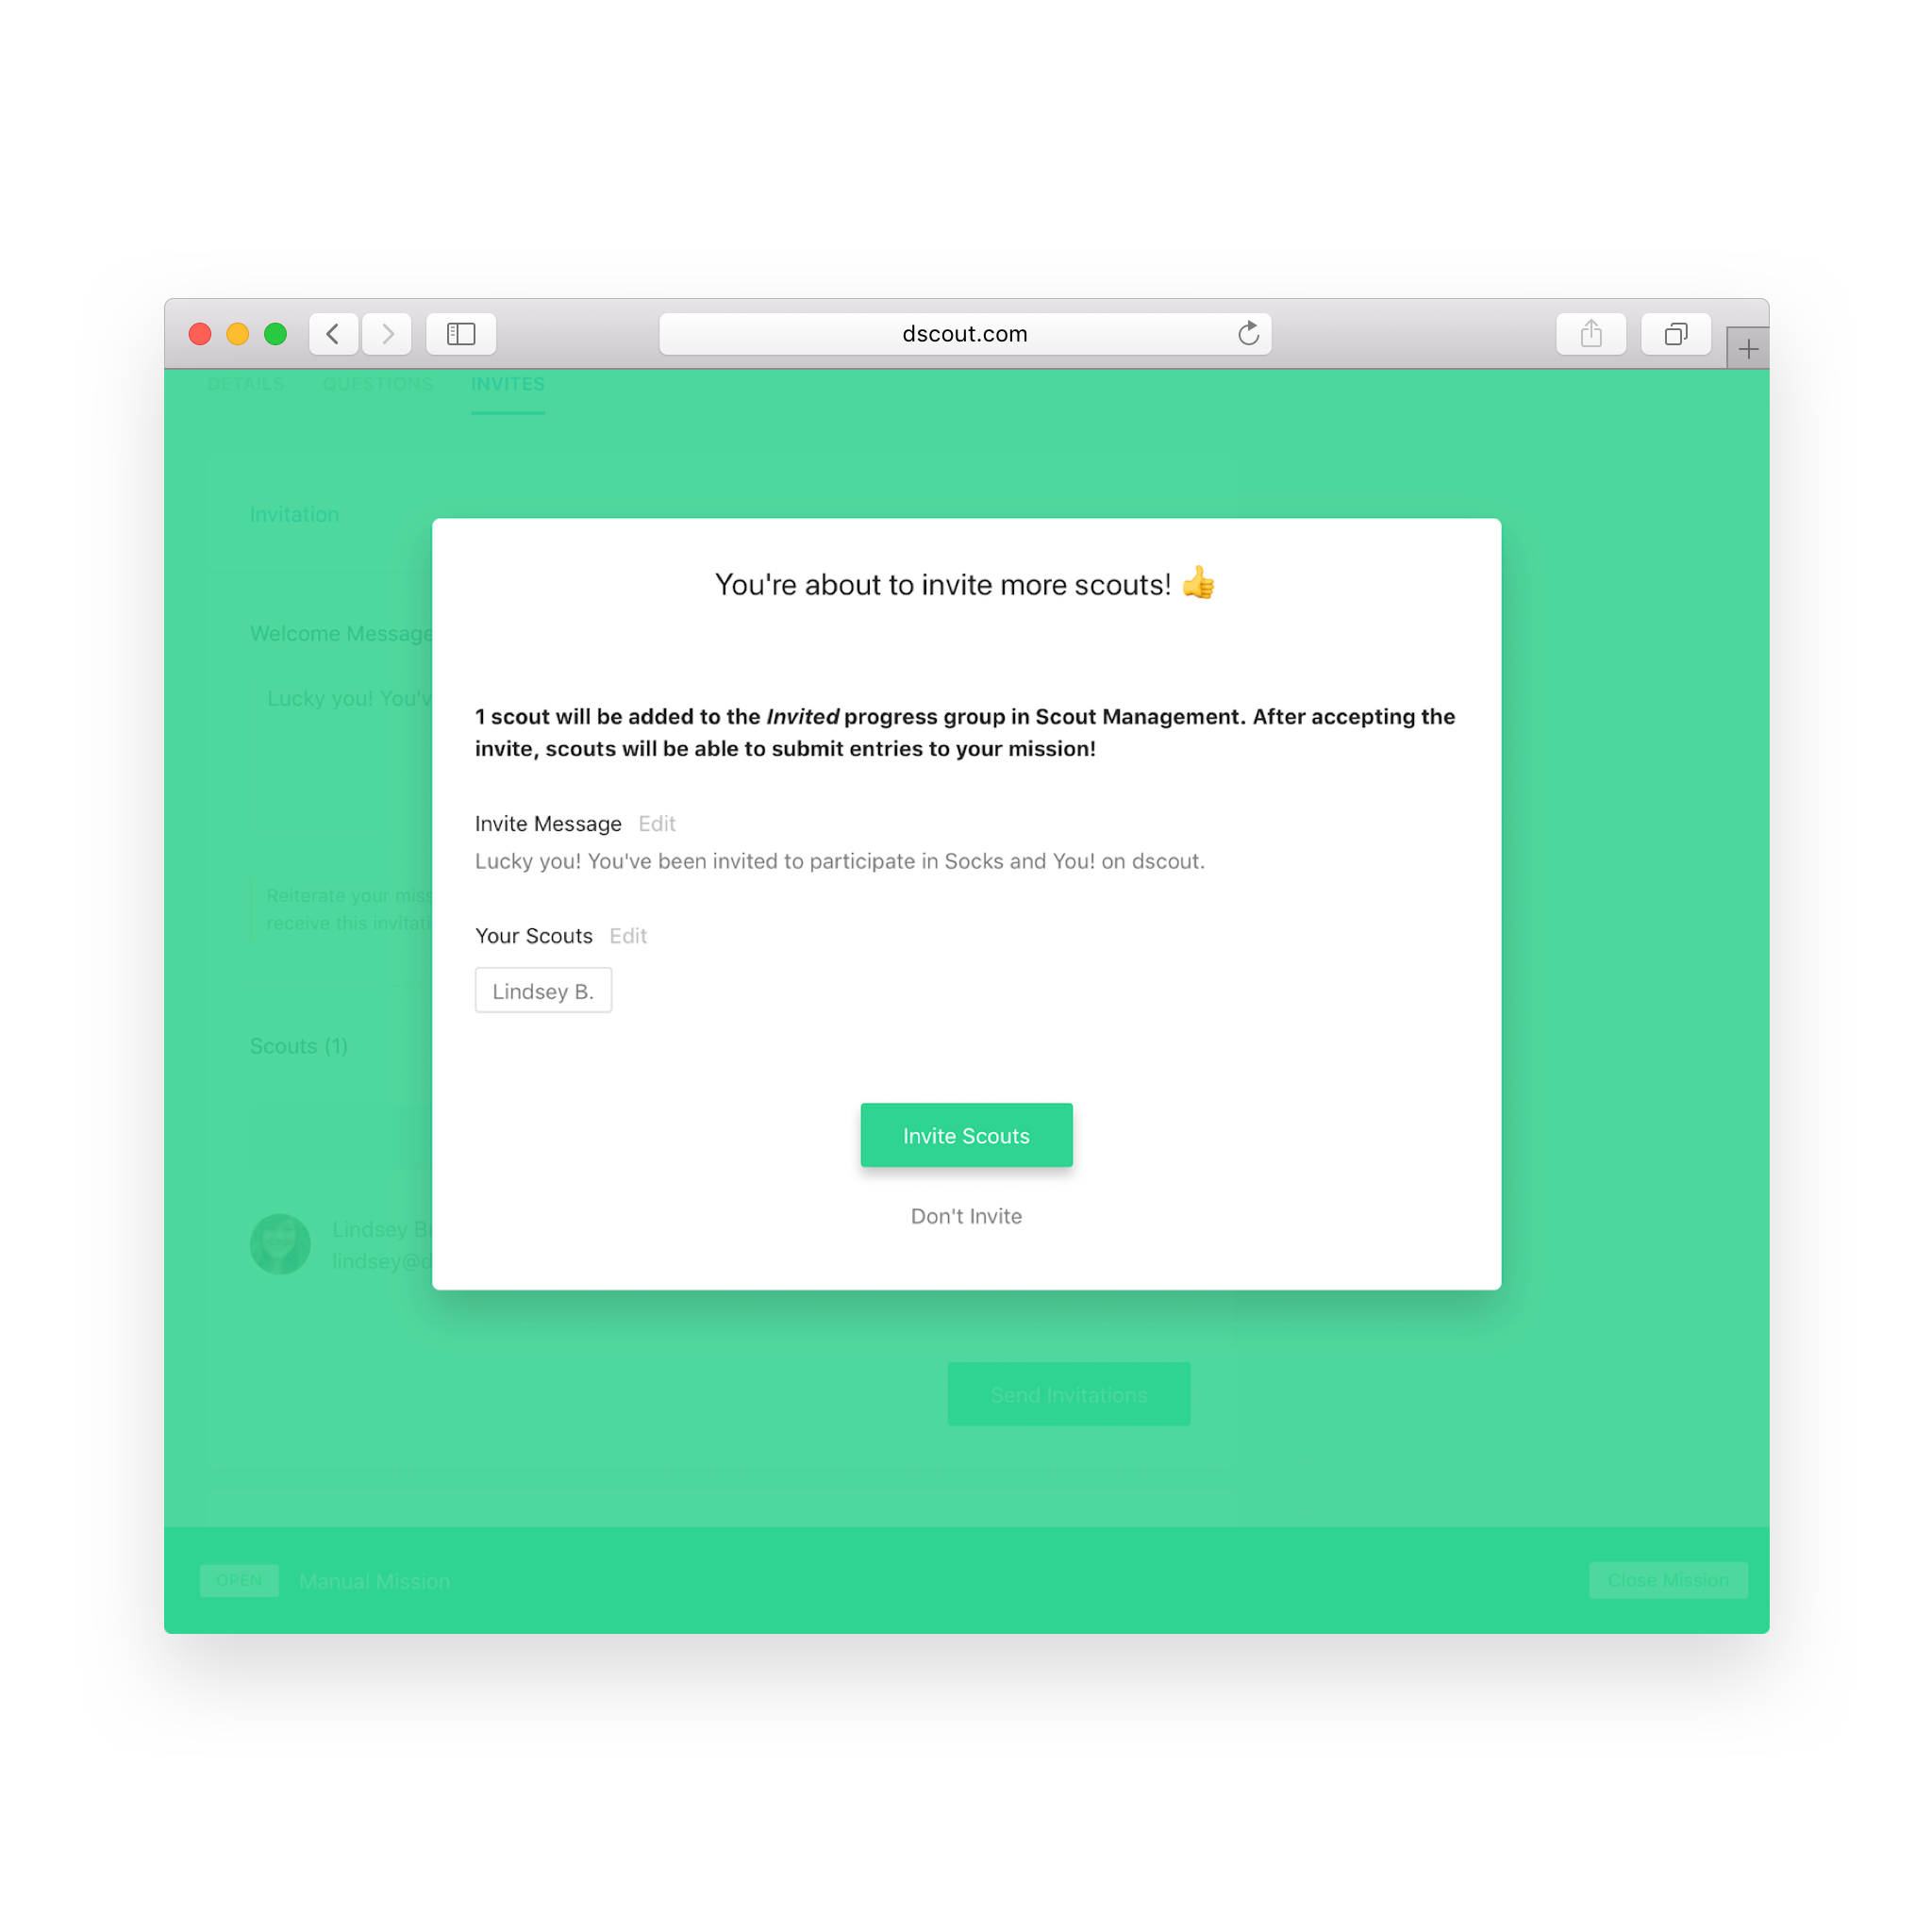 dscout.com
DETAILS QUESTIONS INVITES
Invitation
Welcome Message
Lucky you! You'v
Reiterate your miss
receive this invitati
Scouts (1)
Lindsey B
lindsey@d
You're about to invite more scouts! 👍
1 scout will be added to the Invited progress group in Scout Management. After accepting the
invite, scouts will be able to submit entries to your mission!
Invite Message Edit
Lucky you! You've been invited to participate in Socks and You! on dscout.
Your Scouts Edit
Lindsey B.
Invite Scouts
Don't Invite
Send Invitations
OPEN Manual Mission Close Mission